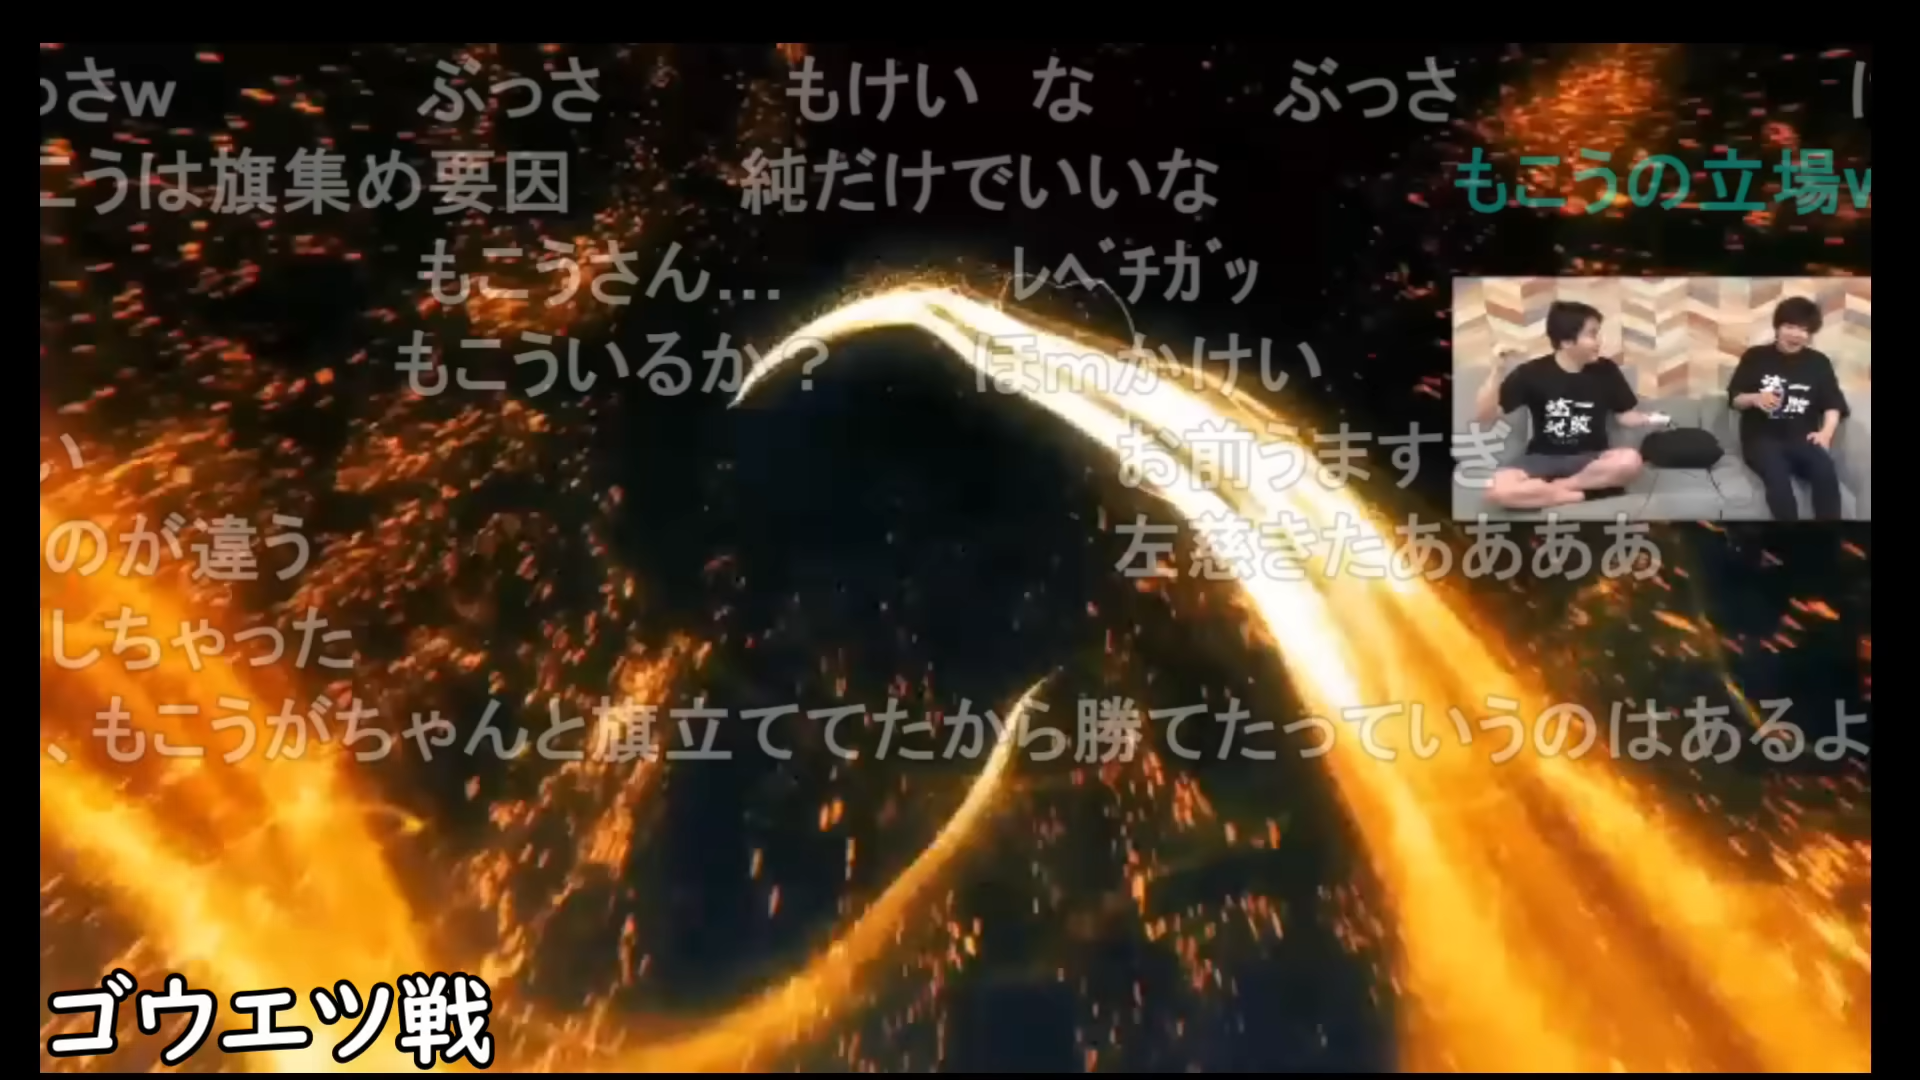 っさw ぶっさ もけい な ぶっさ
こうは旗集め要因 純だけでいいな もこうの立場w
もこうさん… ﾚﾍﾞﾁｶﾞｯ
もこういるか？ ほmかけい
い お前うますぎ
のが違う 左慈きたああああ
しちゃった
、もこうがちゃんと旗立ててたから勝てたっていうのはあるよ
ゴウエツ戦